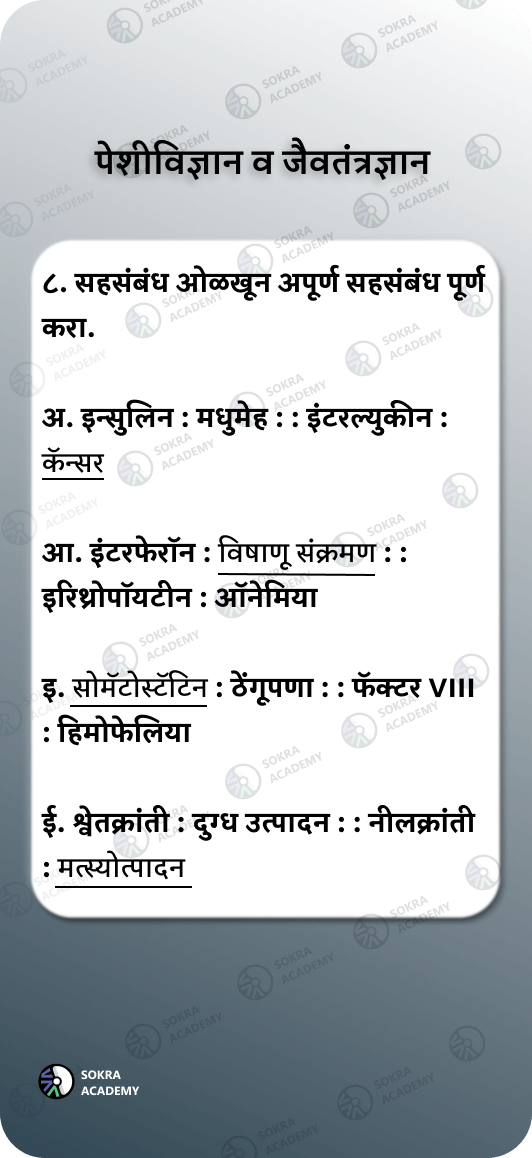 पेशीविज्ञान व जैवतंत्रज्ञान
८. सहसंबंध ओळखून अपूर्ण सहसंबंध पूर्ण
करा.
अ. इन्सुलिन : मधुमेह : : इंटरल्युकीन :
कॅन्सर
आ. इंटरफेरॉन : विषाणू संक्रमण : :
इरिथ्रोपॉयटीन : ऑनेमिया
इ. सोमॅटोस्टॅटिन : ठेंगूपणा : : फॅक्टर VIII
: हिमोफेलिया
ई. श्वेतक्रांती : दुग्ध उत्पादन : : नीलक्रांती
: मत्स्योत्पादन
SOKRA
ACADEMY